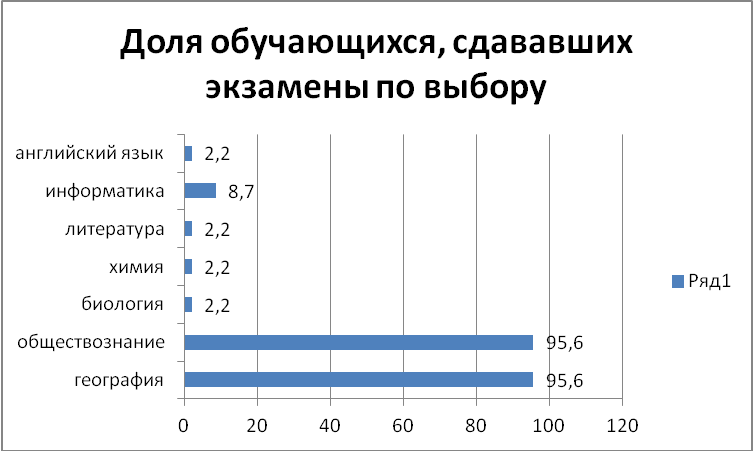 Доля обучающихся, сдававших
экзамены по выбору
английский язык 2,2
информатика 8,7
литература 2,2
химия 2,2
биология 2,2
обществознание 95,6
география 95,6
Ряд1
0 20 40 60 80 100 120